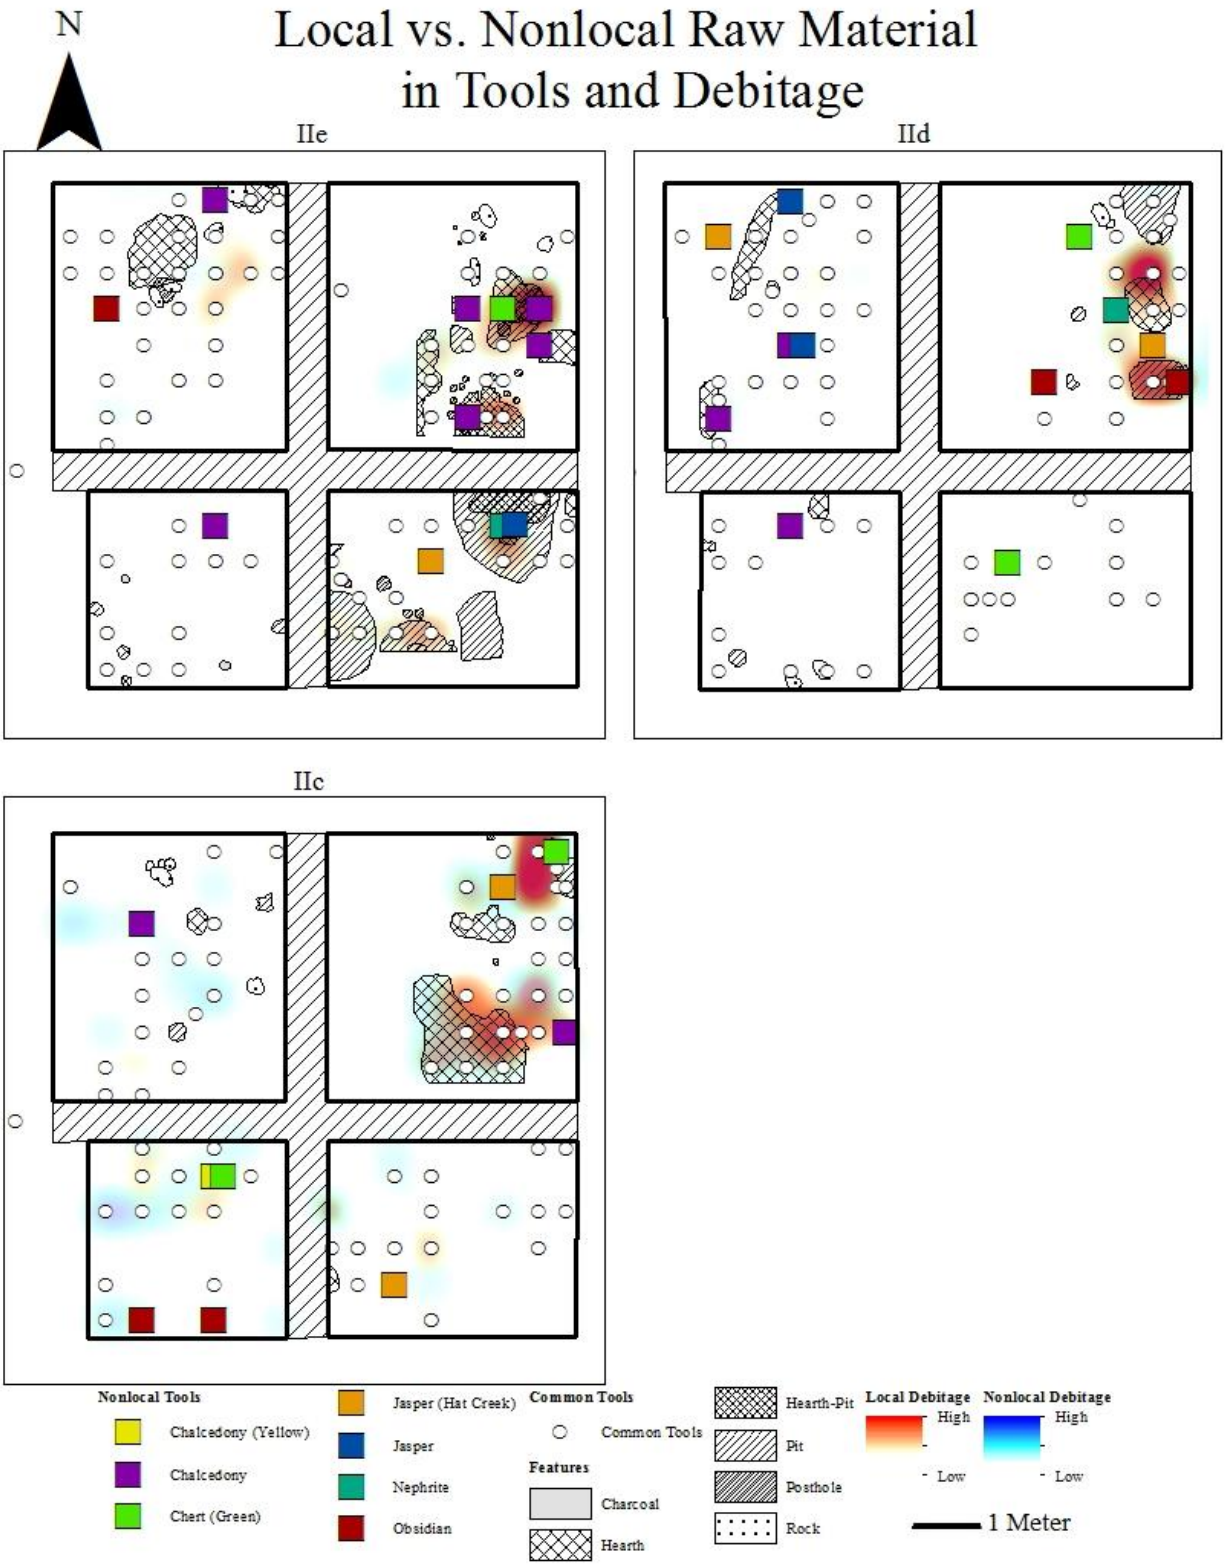 N
Local vs. Nonlocal Raw Material
in Tools and Debitage
IIe
IId
IIc
Nonlocal Tools
Chalcedony (Yellow)
Chalcedony
Chert (Green)
Jasper (Hat Creek)
Jasper
Nephrite
Obsidian
Common Tools
Common Tools
Features
Charcoal
Hearth
Hearth-Pit
Pit
Posthole
Rock
Local Debitage
High
Low
Nonlocal Debitage
High
Low
1 Meter